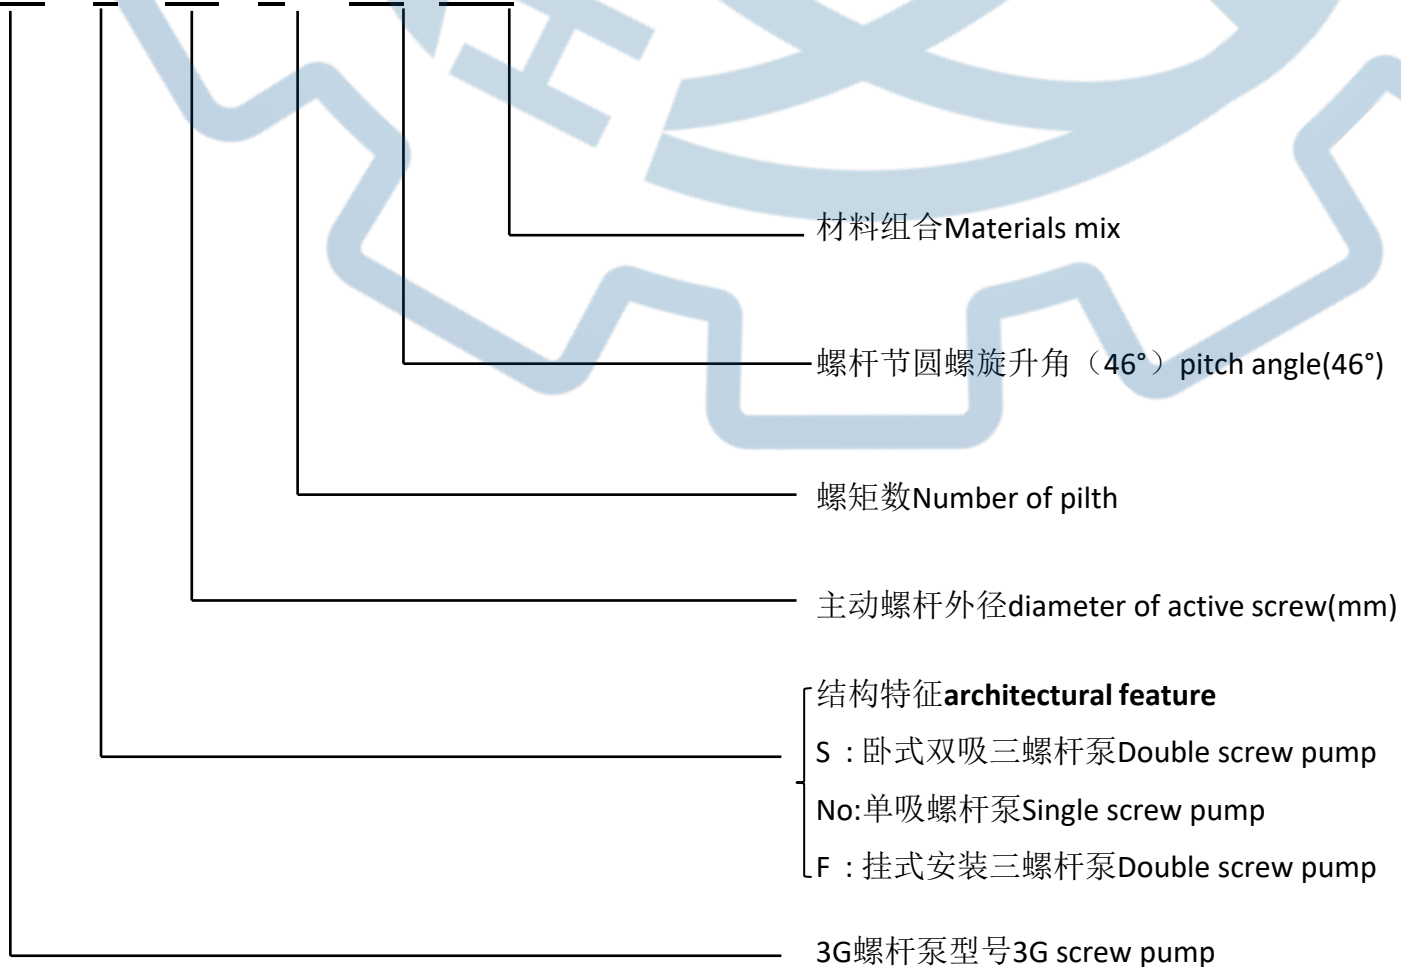 材料组合Materials mix
螺杆节圆螺旋升角（46°）pitch angle(46°)
螺矩数Number of pilth
主动螺杆外径diameter of active screw(mm)
结构特征architectural feature
S : 卧式双吸三螺杆泵Double screw pump
No:单吸螺杆泵Single screw pump
F : 挂式安装三螺杆泵Double screw pump
3G螺杆泵型号3G screw pump